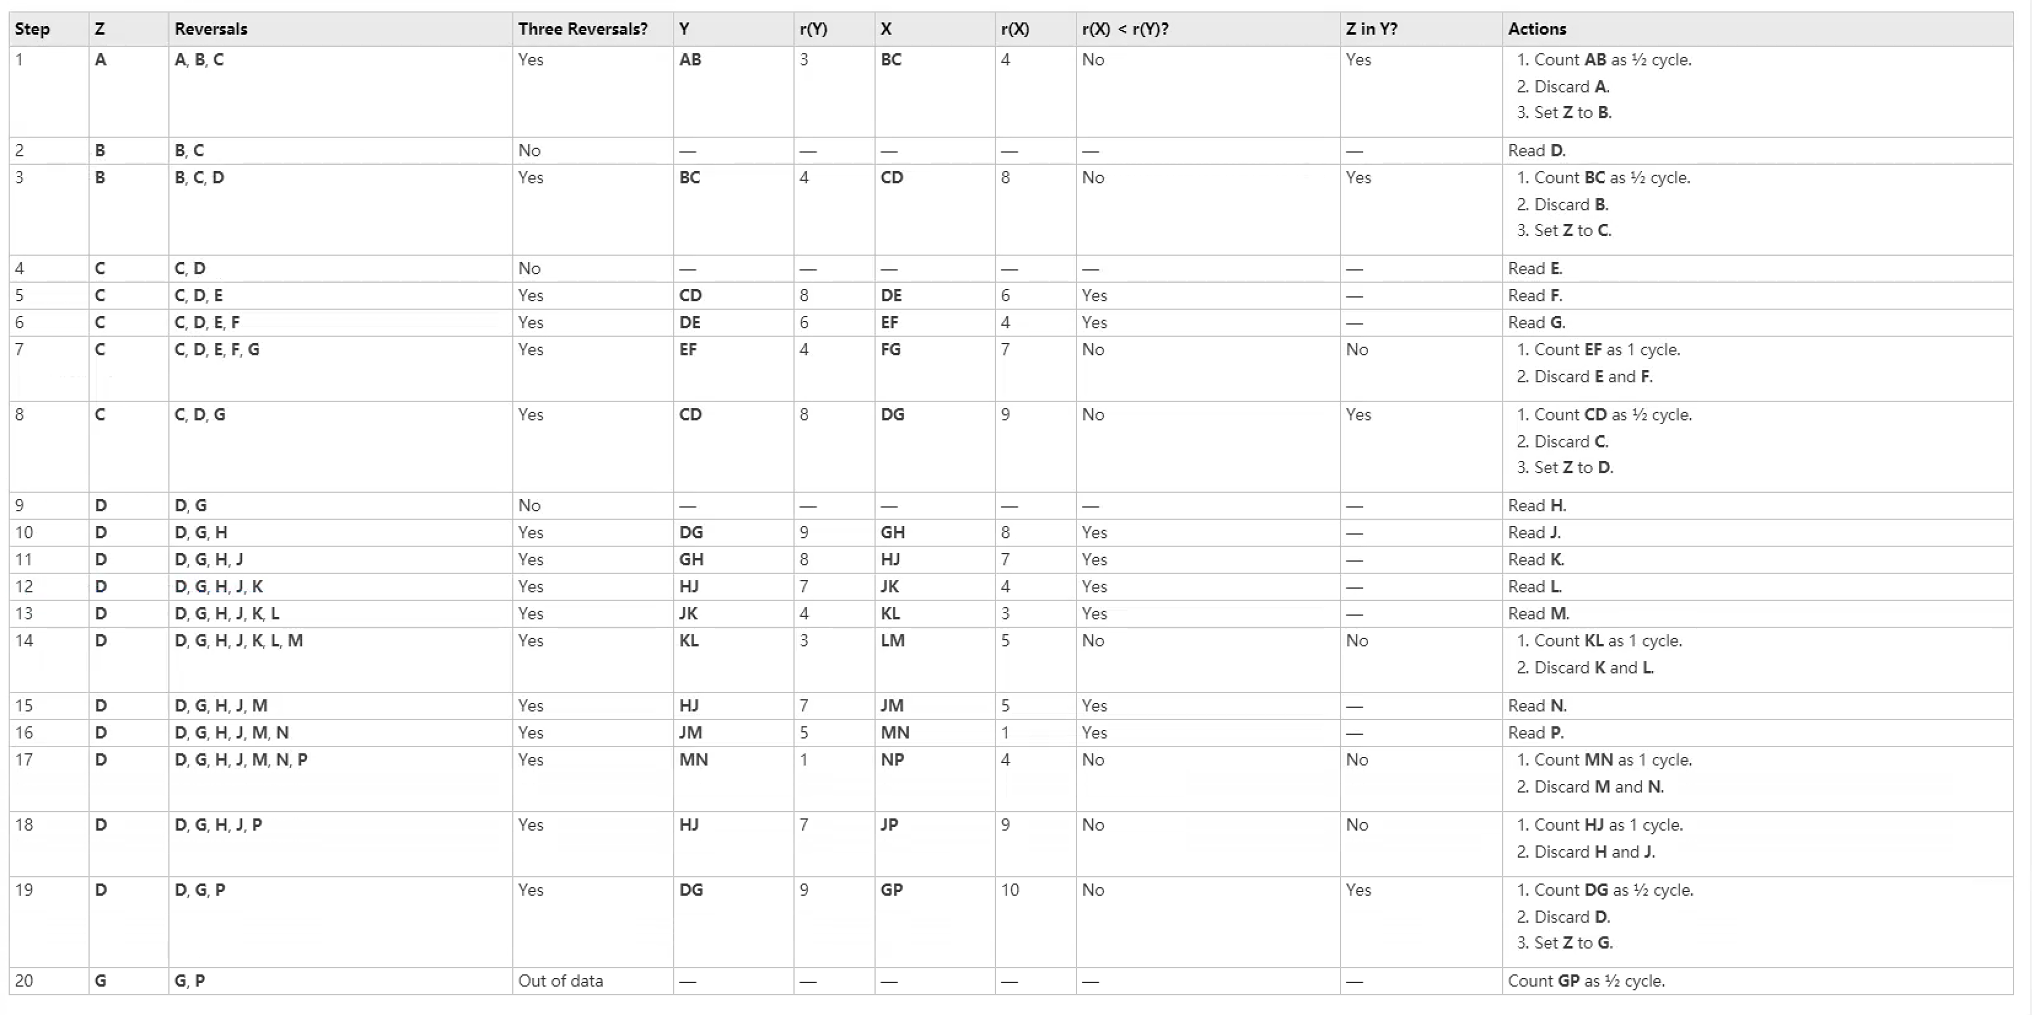 Step Z Reversals Three Reversals? Y r(Y) X r(X) r(X) < r(Y)? Z in Y? Actions
1 A A, B, C Yes AB 3 BC 4 No Yes 1. Count AB as ½ cycle.
2. Discard A.
3. Set Z to B.
2 B B, C No — — — — — — Read D.
3 B B, C, D Yes BC 4 CD 8 No Yes 1. Count BC as ½ cycle.
2. Discard B.
3. Set Z to C.
4 C C, D No — — — — — — Read E.
5 C C, D, E Yes CD 8 DE 6 Yes — Read F.
6 C C, D, E, F Yes DE 6 EF 4 Yes — Read G.
7 C C, D, E, F, G Yes EF 4 FG 7 No No 1. Count EF as 1 cycle.
2. Discard E and F.
8 C C, D, G Yes CD 8 DG 9 No Yes 1. Count CD as ½ cycle.
2. Discard C.
3. Set Z to D.
9 D D, G No — — — — — — Read H.
10 D D, G, H Yes DG 9 GH 8 Yes — Read J.
11 D D, G, H, J Yes GH 8 HJ 7 Yes — Read K.
12 D D, G, H, J, K Yes HJ 7 JK 4 Yes — Read L.
13 D D, G, H, J, K, L Yes JK 4 KL 3 Yes — Read M.
14 D D, G, H, J, K, L, M Yes KL 3 LM 5 No No 1. Count KL as 1 cycle.
2. Discard K and L.
15 D D, G, H, J, M Yes HJ 7 JM 5 Yes — Read N.
16 D D, G, H, J, M, N Yes JM 5 MN 1 Yes — Read P.
17 D D, G, H, J, M, N, P Yes MN 1 NP 4 No No 1. Count MN as 1 cycle.
2. Discard M and N.
18 D D, G, H, J, P Yes HJ 7 JP 9 No No 1. Count HJ as 1 cycle.
2. Discard H and J.
19 D D, G, P Yes DG 9 GP 10 No Yes 1. Count DG as ½ cycle.
2. Discard D.
3. Set Z to G.
20 G G, P Out of data — — — — — — Count GP as ½ cycle.